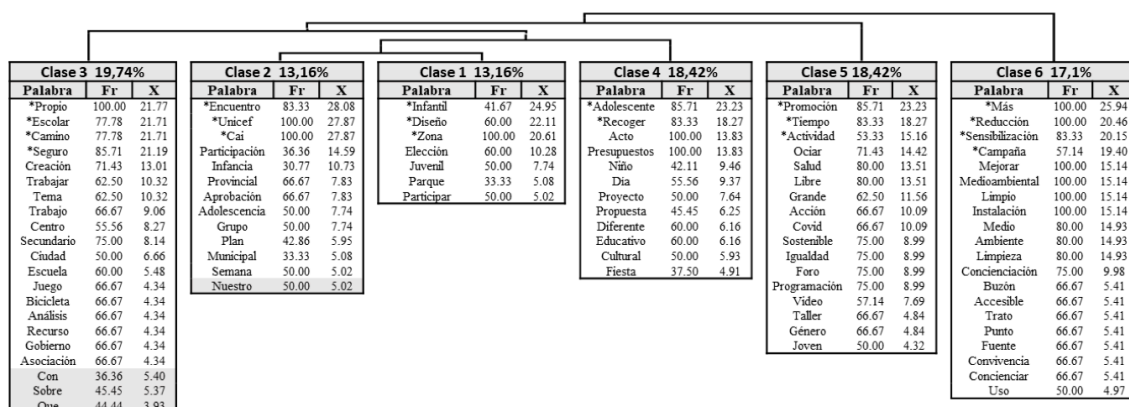 Clase 3 19,74%
Palabra Fr X
*Propio 100.00 21.77
*Escolar 77.78 21.71
*Camino 77.78 21.71
*Seguro 85.71 21.19
Creación 71.43 13.01
Trabajar 62.50 10.32
Tema 62.50 10.32
Trabajo 66.67 9.06
Centro 55.56 8.27
Secundario 75.00 8.14
Ciudad 50.00 6.66
Escuela 60.00 5.48
Juego 66.67 4.34
Bicicleta 66.67 4.34
Análisis 66.67 4.34
Recurso 66.67 4.34
Gobierno 66.67 4.34
Asociación 66.67 4.34
Con 36.36 5.40
Sobre 45.45 5.37
Que 44.44 3.93
Clase 2 13,16%
Palabra Fr X
*Encuentro 83.33 28.08
*Unicef 100.00 27.87
*Cai 100.00 27.87
Participación 36.36 14.59
Infancia 30.77 10.73
Provincial 66.67 7.83
Aprobación 66.67 7.83
Adolescencia 50.00 7.74
Grupo 50.00 7.74
Plan 42.86 5.95
Municipal 33.33 5.08
Semana 50.00 5.02
Nuestro 50.00 5.02
Clase 1 13,16%
Palabra Fr X
*Infantil 41.67 24.95
*Diseño 60.00 22.11
*Zona 100.00 20.61
Elección 60.00 10.28
Juvenil 50.00 7.74
Parque 33.33 5.08
Participar 50.00 5.02
Clase 4 18,42%
Palabra Fr X
*Adolescente 85.71 23.23
*Recoger 83.33 18.27
Acto 100.00 13.83
Presupuestos 100.00 13.83
Niño 42.11 9.46
Día 55.56 9.37
Proyecto 50.00 7.64
Propuesta 45.45 6.25
Diferente 60.00 6.16
Educativo 60.00 6.16
Cultural 50.00 5.93
Fiesta 37.50 4.91
Clase 5 18,42%
Palabra Fr X
*Promoción 85.71 23.23
*Tiempo 83.33 18.27
*Actividad 53.33 15.16
Ociar 71.43 14.42
Salud 80.00 13.51
Libre 80.00 13.51
Grande 62.50 11.56
Acción 66.67 10.09
Covid 66.67 10.09
Sostenible 75.00 8.99
Igualdad 75.00 8.99
Foro 75.00 8.99
Programación 75.00 8.99
Video 57.14 7.69
Taller 66.67 4.84
Género 66.67 4.84
Joven 50.00 4.32
Clase 6 17,1%
Palabra Fr X
*Más 100.00 25.94
*Reducción 100.00 20.46
*Sensibilización 83.33 20.15
*Campaña 57.14 19.40
Mejorar 100.00 15.14
Medioambiental 100.00 15.14
Limpio 100.00 15.14
Instalación 100.00 15.14
Medio 80.00 14.93
Ambiente 80.00 14.93
Limpieza 80.00 14.93
Concienciación 75.00 9.98
Buzón 66.67 5.41
Accesible 66.67 5.41
Trato 66.67 5.41
Punto 66.67 5.41
Fuente 66.67 5.41
Convivencia 66.67 5.41
Concienciar 66.67 5.41
Uso 50.00 4.97